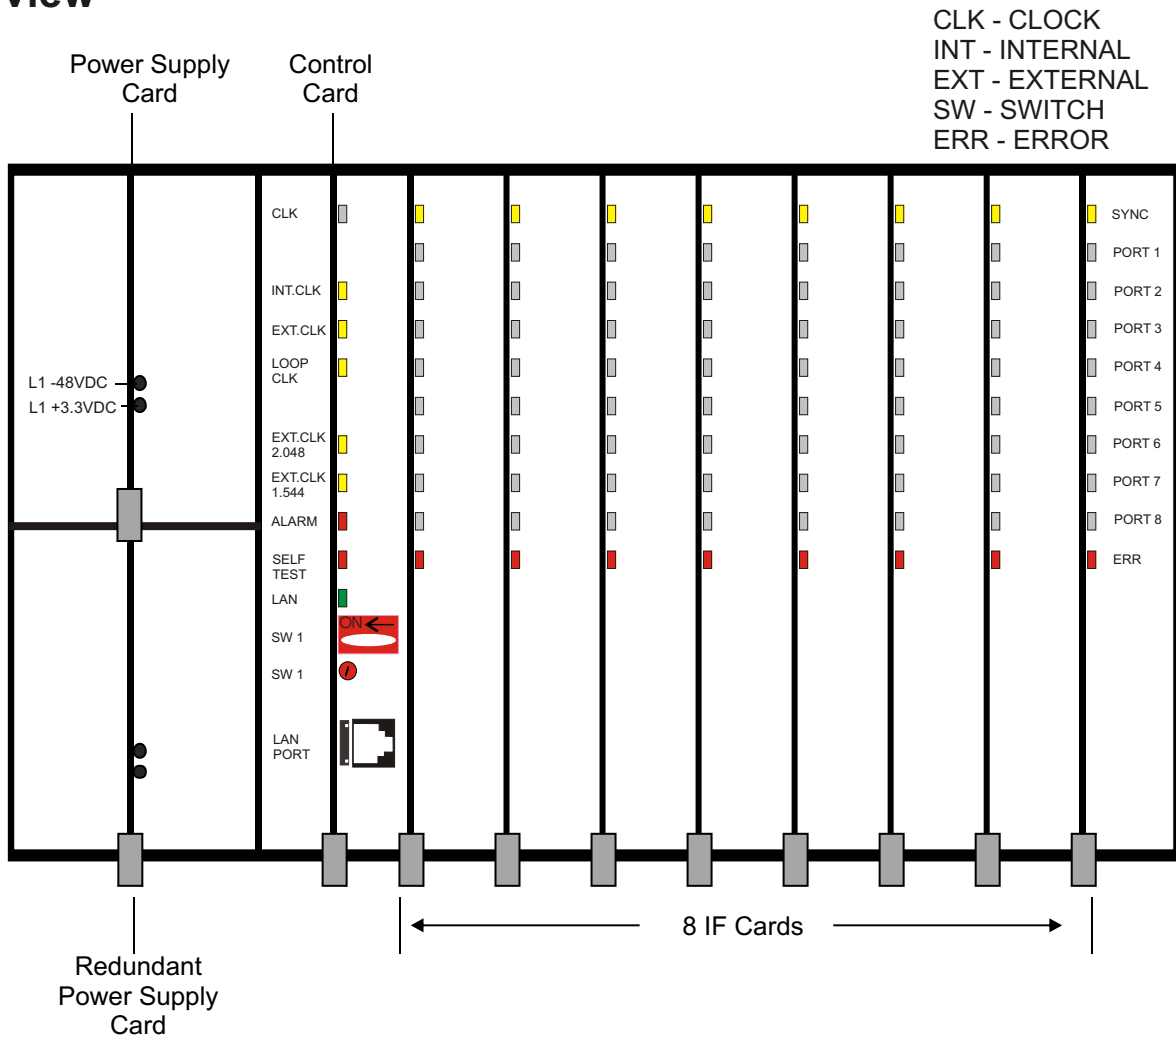 view
CLK - CLOCK
INT - INTERNAL
EXT - EXTERNAL
SW - SWITCH
ERR - ERROR
Power Supply
Card
Control
Card
CLK
INT.CLK
EXT.CLK
LOOP
CLK
EXT.CLK
2.048
EXT.CLK
1.544
ALARM
SELF
TEST
LAN
SW 1
ON
SW 1
LAN
PORT
L1 -48VDC
L1 +3.3VDC
SYNC
PORT 1
PORT 2
PORT 3
PORT 4
PORT 5
PORT 6
PORT 7
PORT 8
ERR
8 IF Cards
Redundant
Power Supply
Card